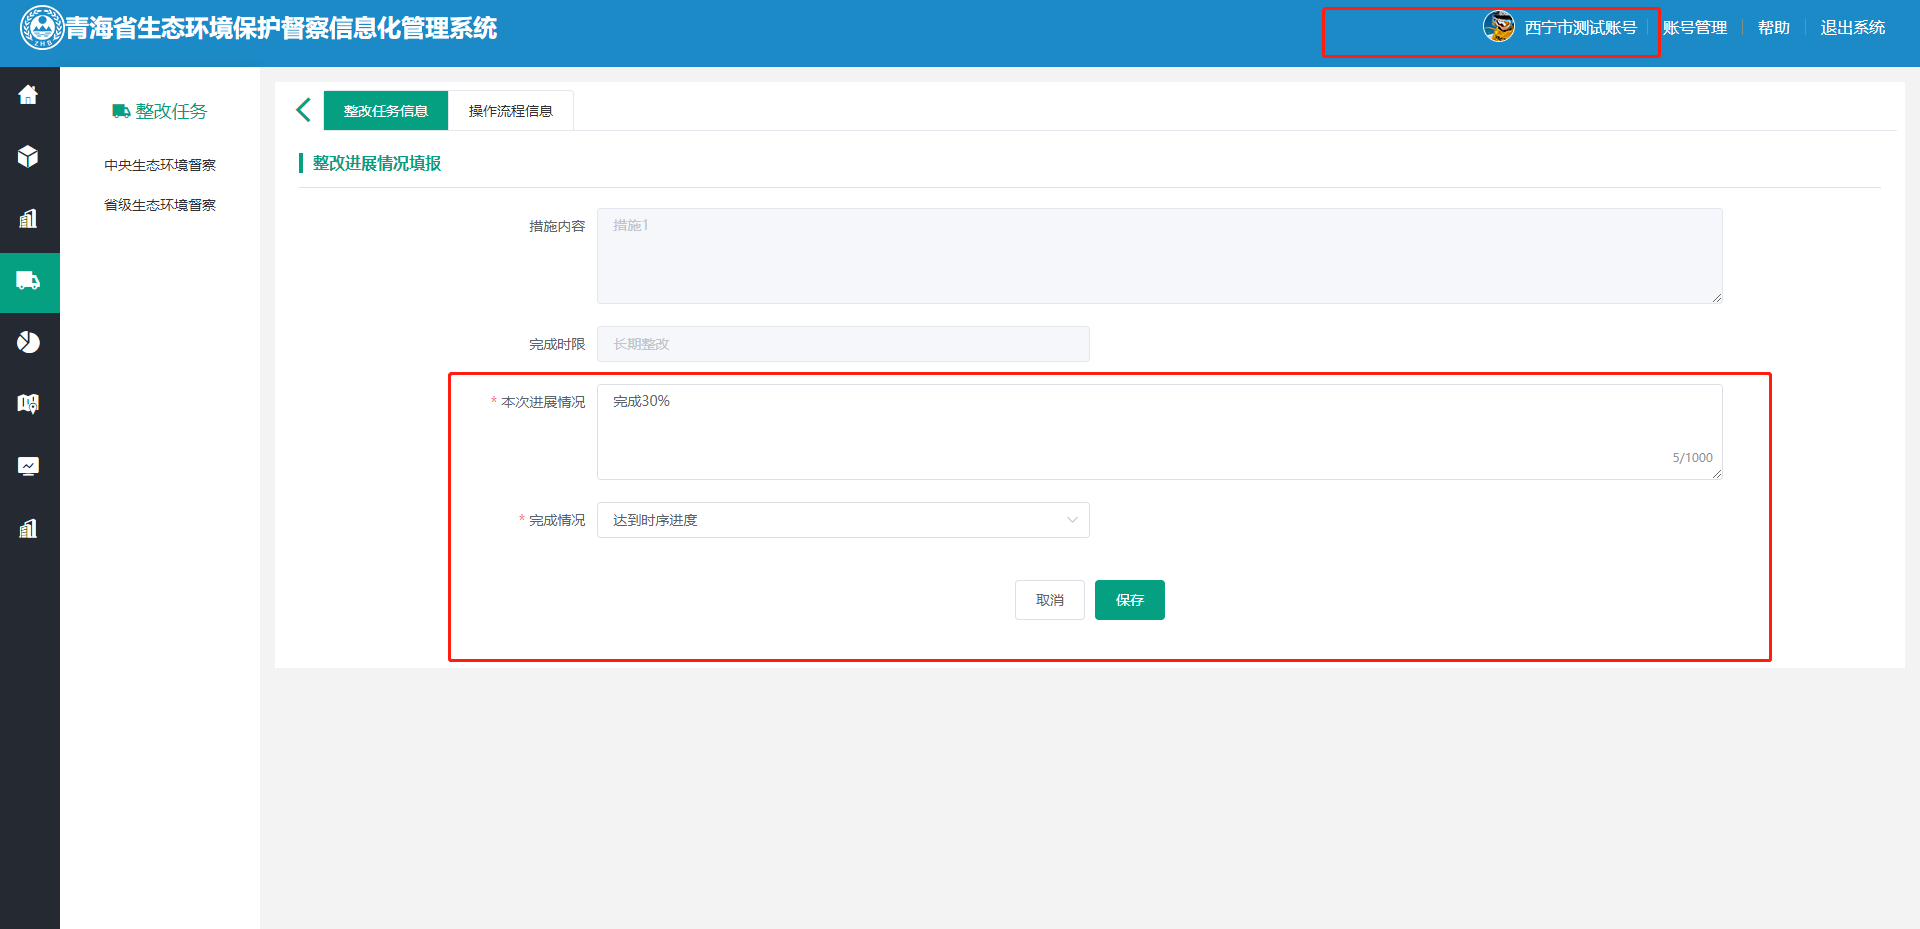 青海省生态环境保护督察信息化管理系统
西宁市测试账号
账号管理
帮助
退出系统
ZHB
整改任务
中央生态环境督察
省级生态环境督察
整改任务信息
操作流程信息
整改进展情况填报
措施内容
措施1
完成时限
长期整改
* 本次进展情况
完成30%
5/1000
* 完成情况
达到时序进度
取消
保存